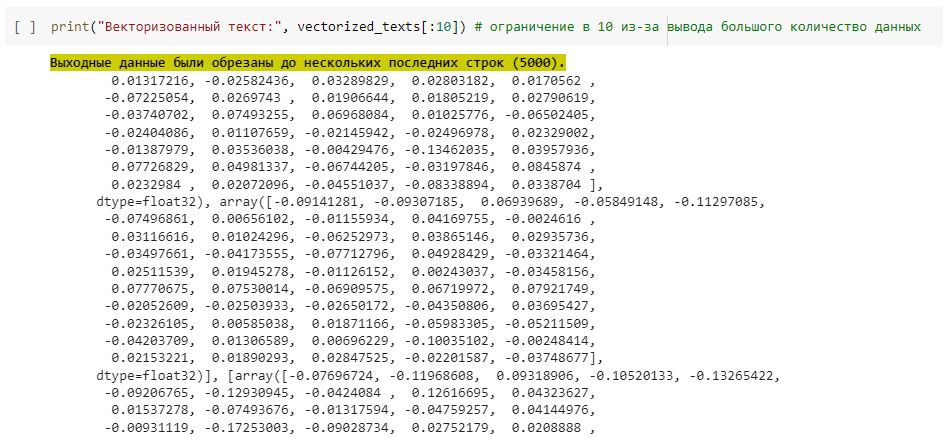 [ ] print("Векторизованный текст:", vectorized_texts[:10]) # ограничение в 10 из-за вывода большого количество данных
Выходные данные были обрезаны до нескольких последних строк (5000).
0.01317216, -0.02582436, 0.03289829, 0.02803182, 0.0170562 ,
-0.07225054, 0.0269743 , 0.01906644, 0.01805219, 0.02790619,
-0.03740702, 0.07493255, 0.06968084, 0.01025776, -0.06502405,
-0.02404086, 0.01107659, -0.02145942, -0.02496978, 0.02329002,
-0.01387979, 0.03536038, -0.00429476, -0.13462035, 0.03957936,
0.07726829, 0.04981337, -0.06744205, -0.03197846, 0.0845874 ,
0.0232984 , 0.02072096, -0.04551037, -0.08338894, 0.0338704 ],
dtype=float32), array([-0.09141281, -0.09307185, 0.06939689, -0.05849148, -0.11297085,
-0.07496861, 0.00656102, -0.01155934, 0.04169755, -0.0024616 ,
0.03116616, 0.01024296, -0.06252973, 0.03865146, 0.02935736,
-0.03497661, -0.04173555, -0.07712796, 0.04928429, -0.03321464,
0.02511539, 0.01945278, -0.01126152, 0.00243037, -0.03458156,
0.07770675, 0.07530014, -0.06909575, 0.06719972, 0.07921749,
-0.02052609, -0.02503933, -0.02650172, -0.04350806, 0.03695427,
-0.02326105, 0.00585038, 0.01871166, -0.05983305, -0.05211509,
-0.04203709, 0.01306589, 0.00696229, -0.10035102, -0.00248414,
0.02153221, 0.01890293, 0.02847525, -0.02201587, -0.03748677],
dtype=float32)], [array([-0.07696724, -0.11968608, 0.09318906, -0.10520133, -0.13265422,
-0.09206765, -0.12930945, -0.0424084 , 0.12616695, 0.04323627,
0.01537278, -0.07493676, -0.01317594, -0.04759257, 0.04144976,
-0.00931119, -0.17253003, -0.09028734, 0.02752179, 0.0208888 ,